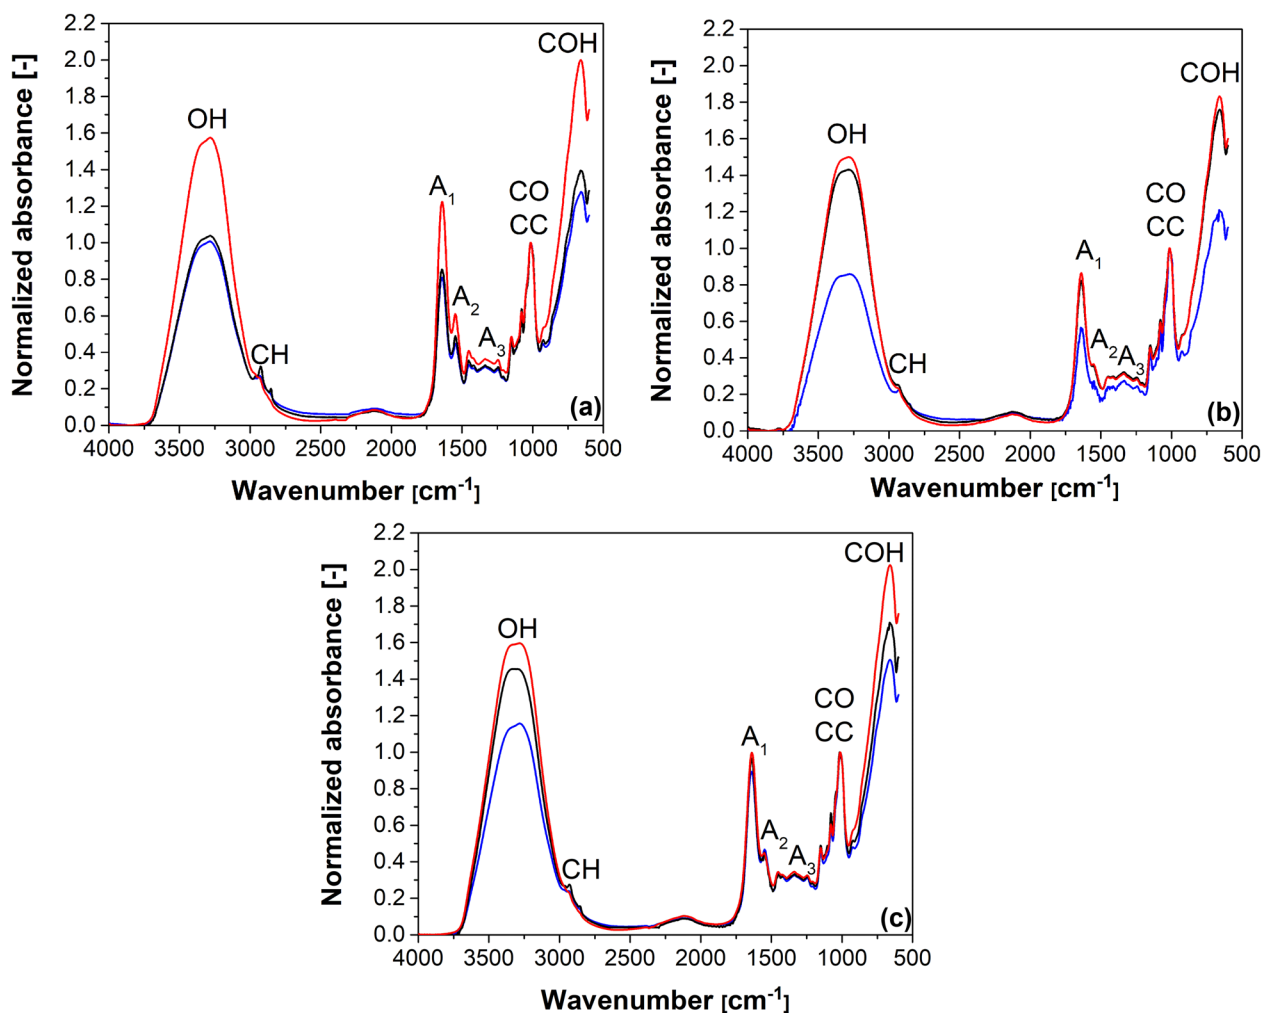 Normalized absorbance [-]
2.2
2.0
1.8
1.6
1.4
1.2
1.0
0.8
0.6
0.4
0.2
0.0
OH
CH
A1
A2
A3
CO
CC
COH
(a)
4000 3500 3000 2500 2000 1500 1000 500
Wavenumber [cm-1]
Normalized absorbance [-]
2.2
2.0
1.8
1.6
1.4
1.2
1.0
0.8
0.6
0.4
0.2
0.0
OH
CH
A1
A2
A3
CO
CC
COH
(b)
4000 3500 3000 2500 2000 1500 1000 500
Wavenumber [cm-1]
Normalized absorbance [-]
2.2
2.0
1.8
1.6
1.4
1.2
1.0
0.8
0.6
0.4
0.2
0.0
OH
CH
A1
A2
A3
CO
CC
COH
(c)
4000 3500 3000 2500 2000 1500 1000 500
Wavenumber [cm-1]